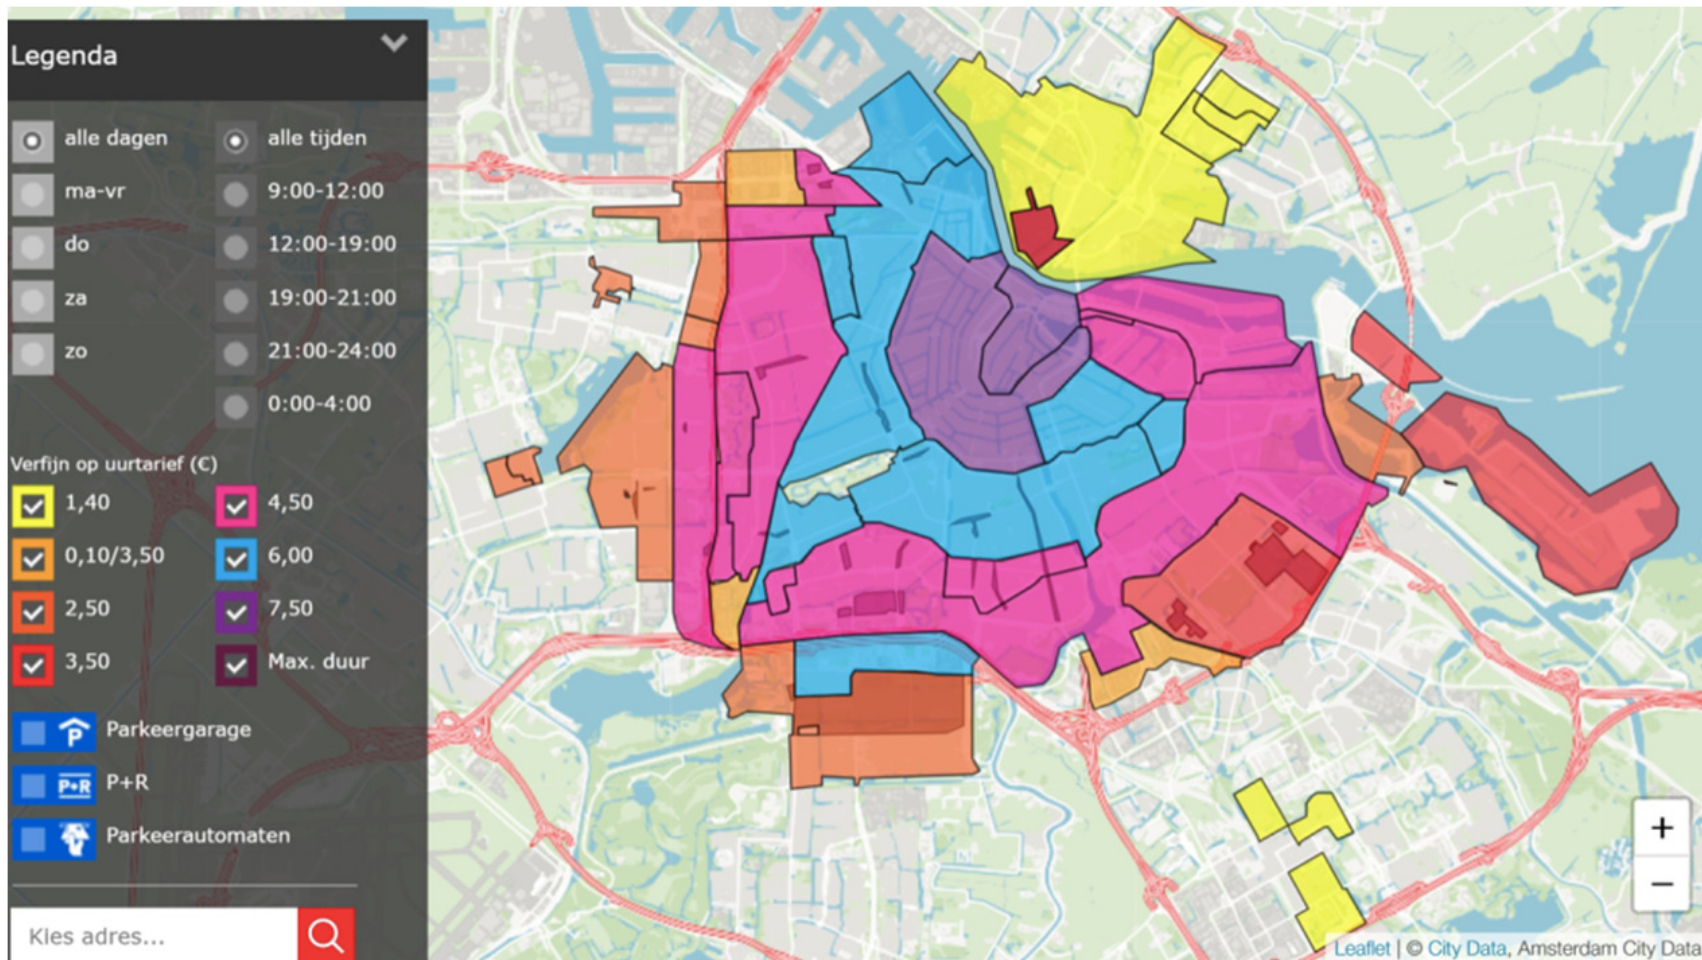 Legenda
alle dagen
alle tijden
ma-vr
9:00-12:00
do
12:00-19:00
za
19:00-21:00
zo
21:00-24:00
0:00-4:00
Verfijn op uurtarief (€)
1,40
4,50
0,10/3,50
6,00
2,50
7,50
3,50
Max. duur
P
Parkeergarage
P+R
P+R
Parkeerautomaten
Kies adres...
+
−
Leaflet | © City Data, Amsterdam City Data